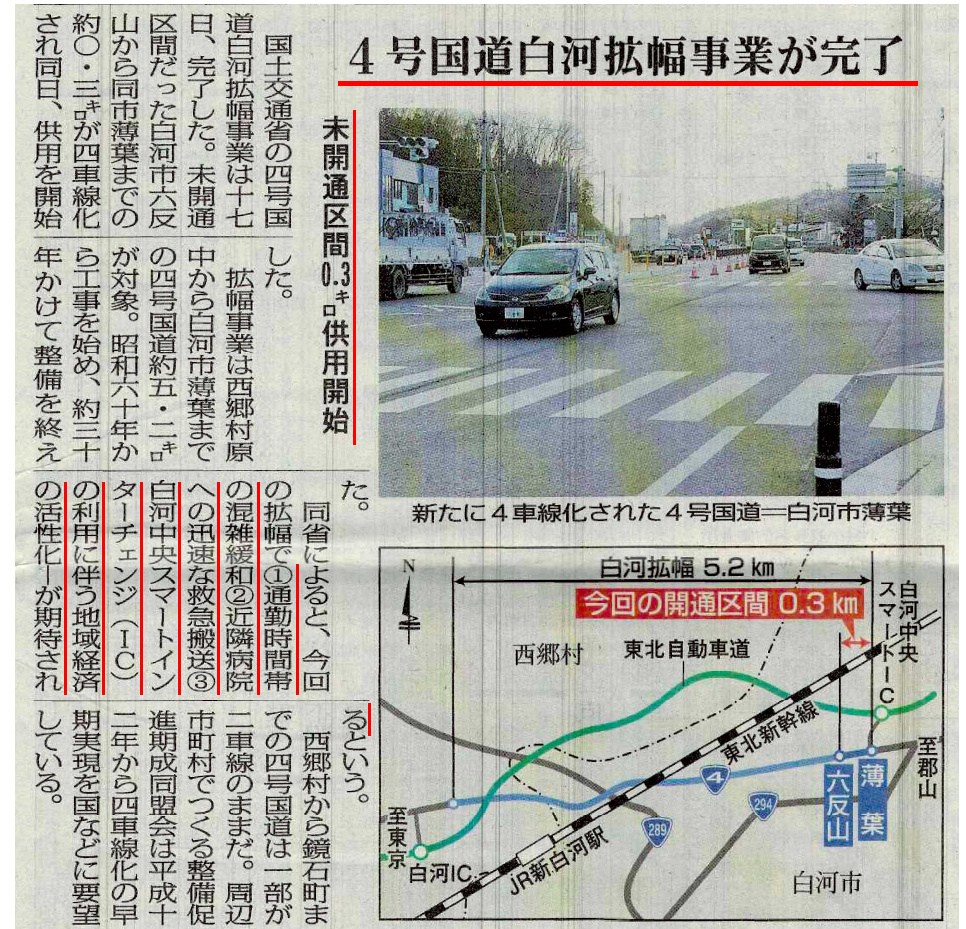 4号国道白河拡幅事業が完了
未開通区間0.3㌔供用開始
国土交通省の四号国
道白河拡幅事業は十七
日、完了した。未開通
区間だった白河市六反
山から同市薄葉までの
約〇・三㌔が四車線化
され同日、供用を開始
した。
拡幅事業は西郷村原
中から白河市薄葉まで
の四号国道約五・二㌔
が対象。昭和六十年か
ら工事を始め、約三十
年かけて整備を終え
た。
同省によると、今回
の拡幅で①通勤時間帯
の混雑緩和②近隣病院
への迅速な救急搬送③
白河中央スマートイン
ターチェンジ（IC）
の利用に伴う地域経済
の活性化ーが期待され
るという。
西郷村から鏡石町ま
での四号国道は一部が
二車線のままだ。周辺
市町村でつくる整備促
進期成同盟会は平成十
二年から四車線化の早
期実現を国などに要望
している。
新たに4車線化された4号国道＝白河市薄葉
N
白河拡幅 5.2㎞
今回の開通区間 0.3㎞
白河中央
スマートIC
西郷村
東北自動車道
東北新幹線
至郡山
4
六反山
薄葉
294
289
至東京
白河IC
JR新白河駅
白河市